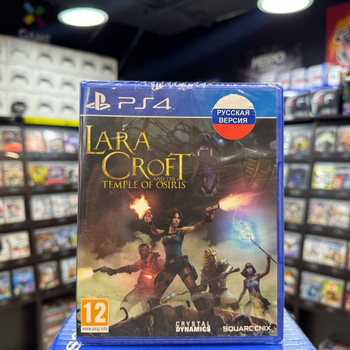 PS4
РУССКАЯ
ВЕРСИЯ
LARA
CROFT
AND THE
TEMPLE OF OSIRIS
12
www.pegi.info
CRYSTAL
DYNAMICS
SQUARE ENIX